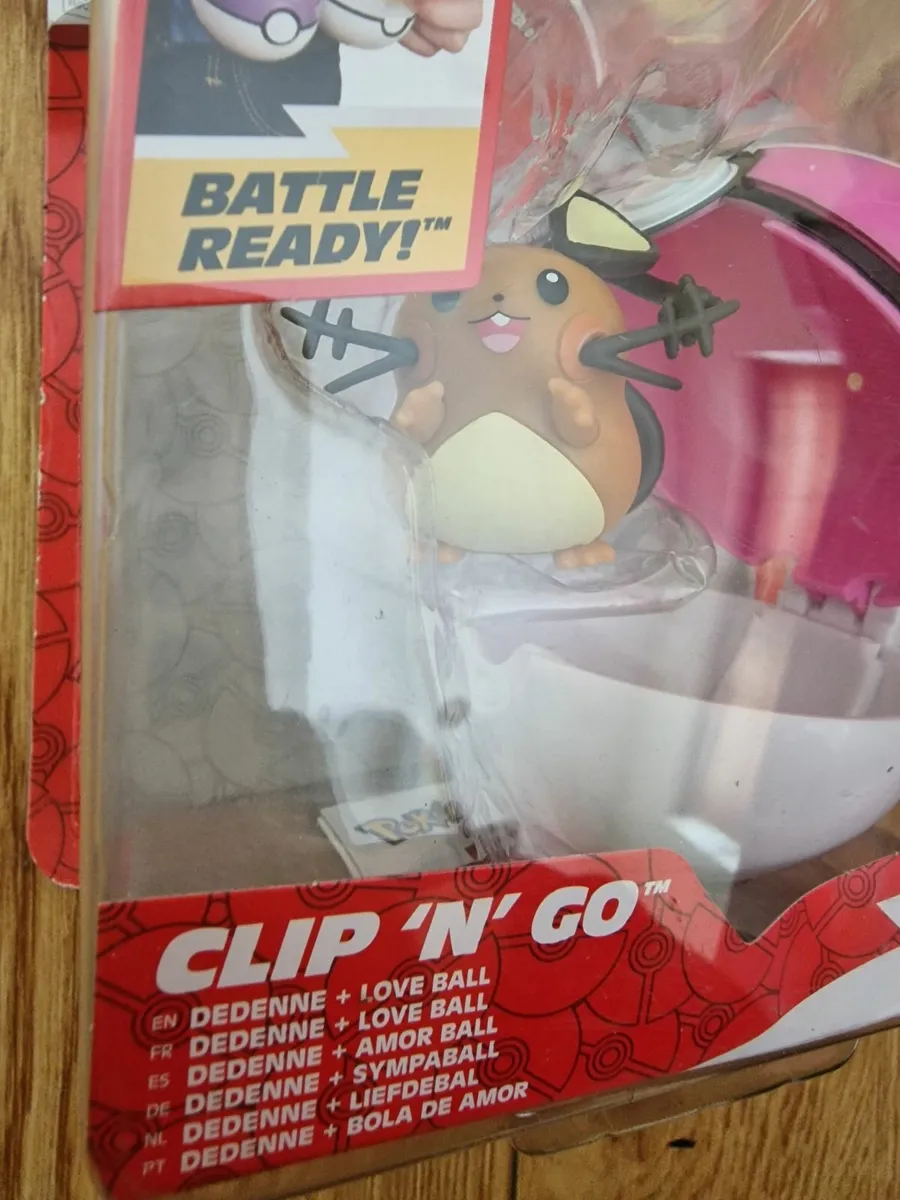 BATTLE
READY!™
CLIP 'N' GO™
EN DEDENNE + LOVE BALL
FR DEDENNE + LOVE BALL
ES DEDENNE + AMOR BALL
DE DEDENNE + SYMPABALL
NL DEDENNE + LIEFDEBAL
PT DEDENNE + BOLA DE AMOR